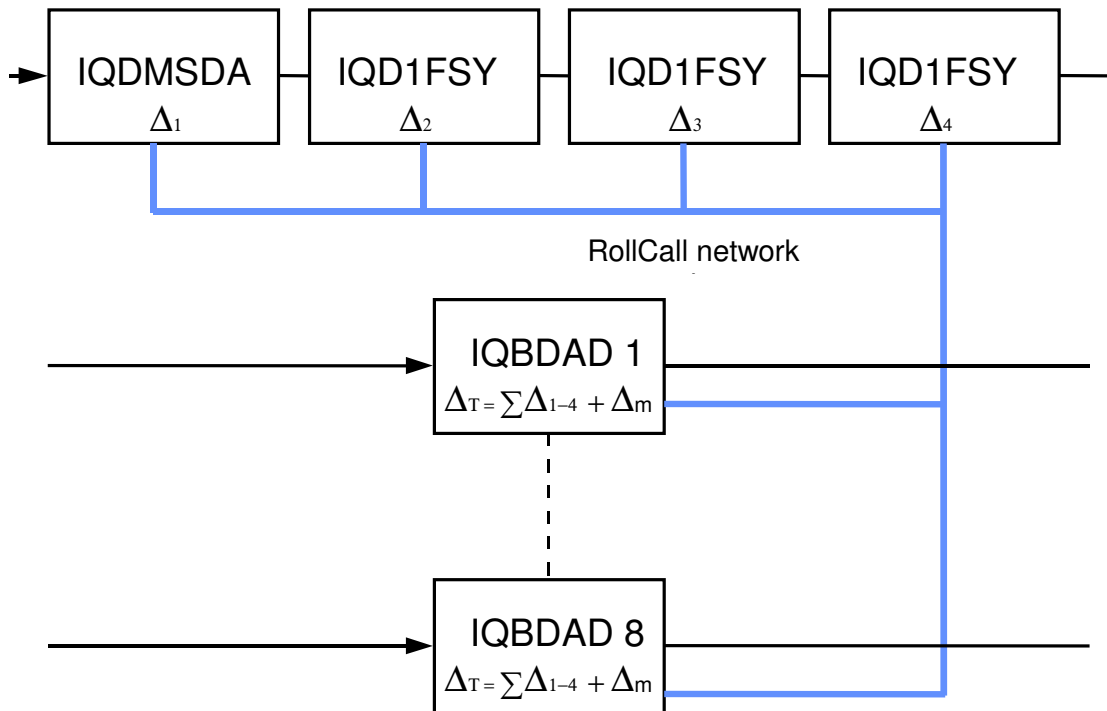 IQDMSDA IQD1FSY IQD1FSY IQD1FSY
Δ1 Δ2 Δ3 Δ4
RollCall network
IQBDAD 1
ΔT = ∑Δ1−4 + Δm
IQBDAD 8
ΔT = ∑Δ1−4 + Δm